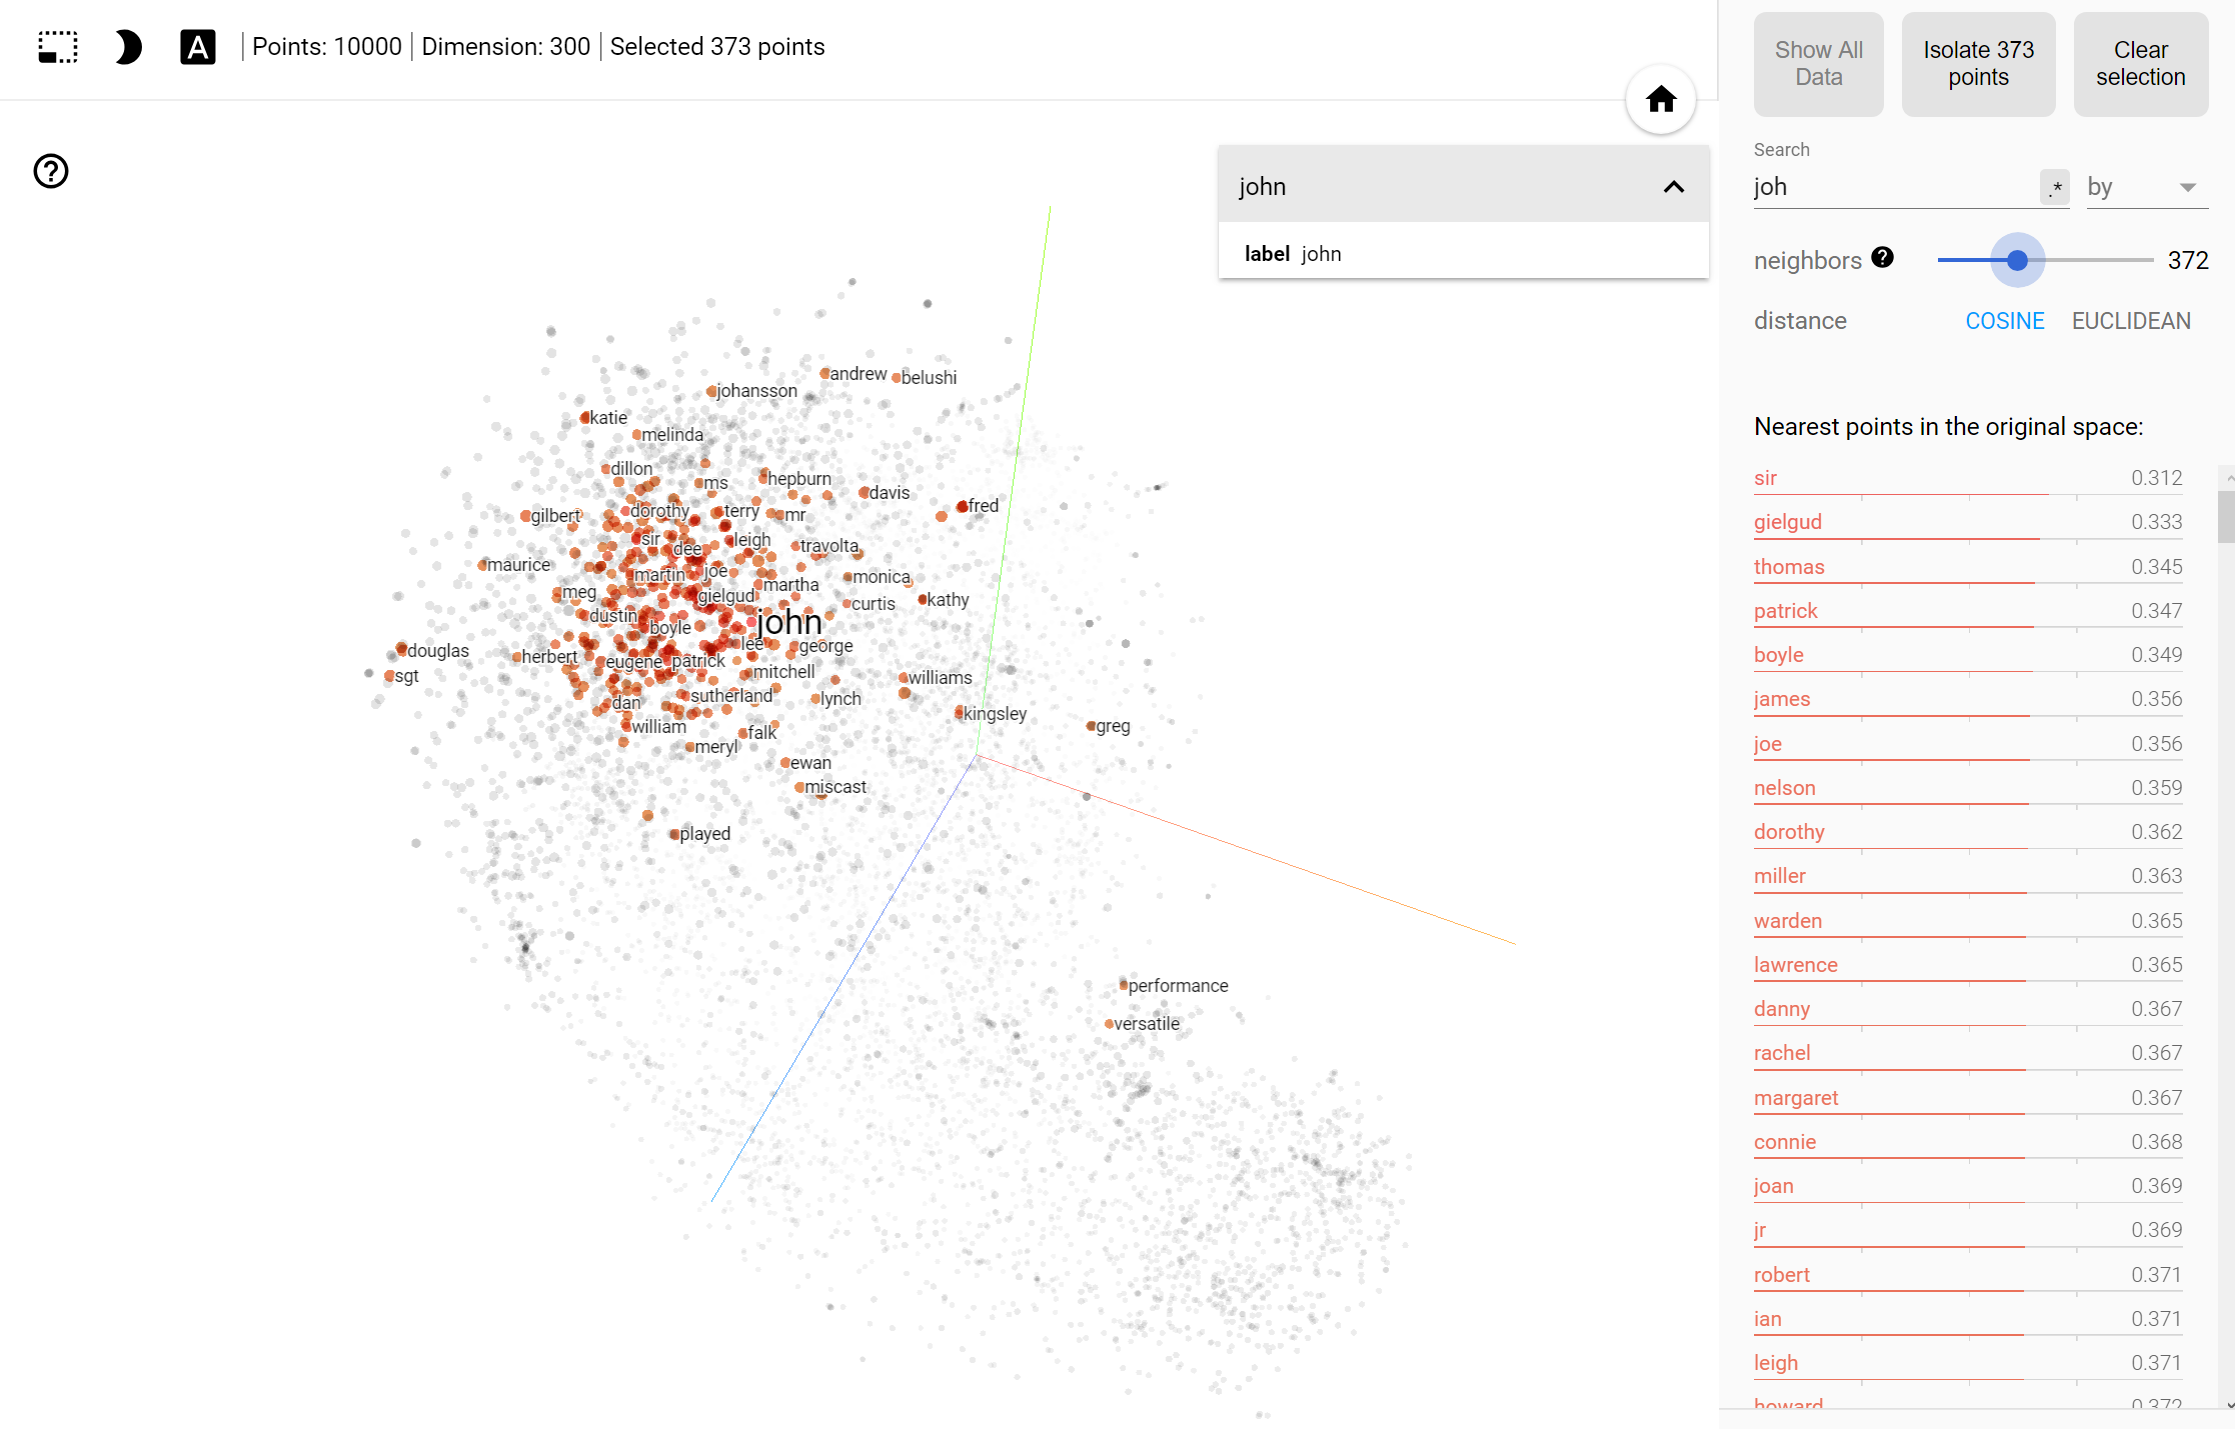 A
Points: 10000 | Dimension: 300 | Selected 373 points
Show All Data
Isolate 373 points
Clear selection
Search
joh
.*
by
neighbors
372
distance
COSINE
EUCLIDEAN
john
label john
andrew
belushi
johansson
katie
melinda
dillon
ms
hepburn
davis
fred
gilbert
dorothy
terry
mr
sir
dee
leigh
travolta
maurice
martin
joe
martha
monica
meg
gielgud
curtis
kathy
dustin
boyle
john
lee
george
douglas
herbert
eugene
patrick
mitchell
sgt
williams
dan
sutherland
lynch
kingsley
william
falk
greg
meryl
ewan
miscast
played
performance
versatile
Nearest points in the original space:
sir 0.312
gielgud 0.333
thomas 0.345
patrick 0.347
boyle 0.349
james 0.356
joe 0.356
nelson 0.359
dorothy 0.362
miller 0.363
warden 0.365
lawrence 0.365
danny 0.367
rachel 0.367
margaret 0.367
connie 0.368
joan 0.369
jr 0.369
robert 0.371
ian 0.371
leigh 0.371
howard 0.372